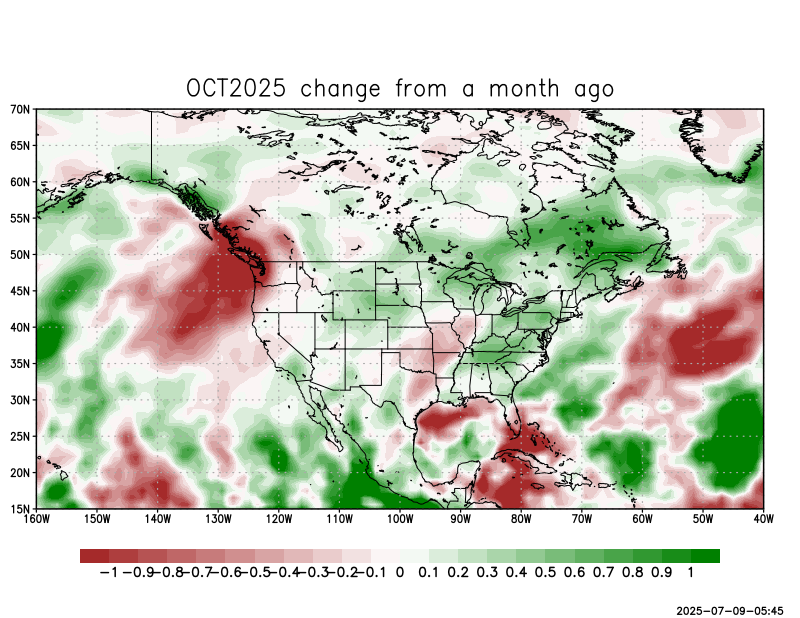 OCT2025 change from a month ago
70N
65N
60N
55N
50N
45N
40N
35N
30N
25N
20N
15N
160W 150W 140W 130W 120W 110W 100W 90W 80W 70W 60W 50W 40W
-1 -0.9 -0.8 -0.7 -0.6 -0.5 -0.4 -0.3 -0.2 -0.1 0 0.1 0.2 0.3 0.4 0.5 0.6 0.7 0.8 0.9 1
2025-07-09-05:45